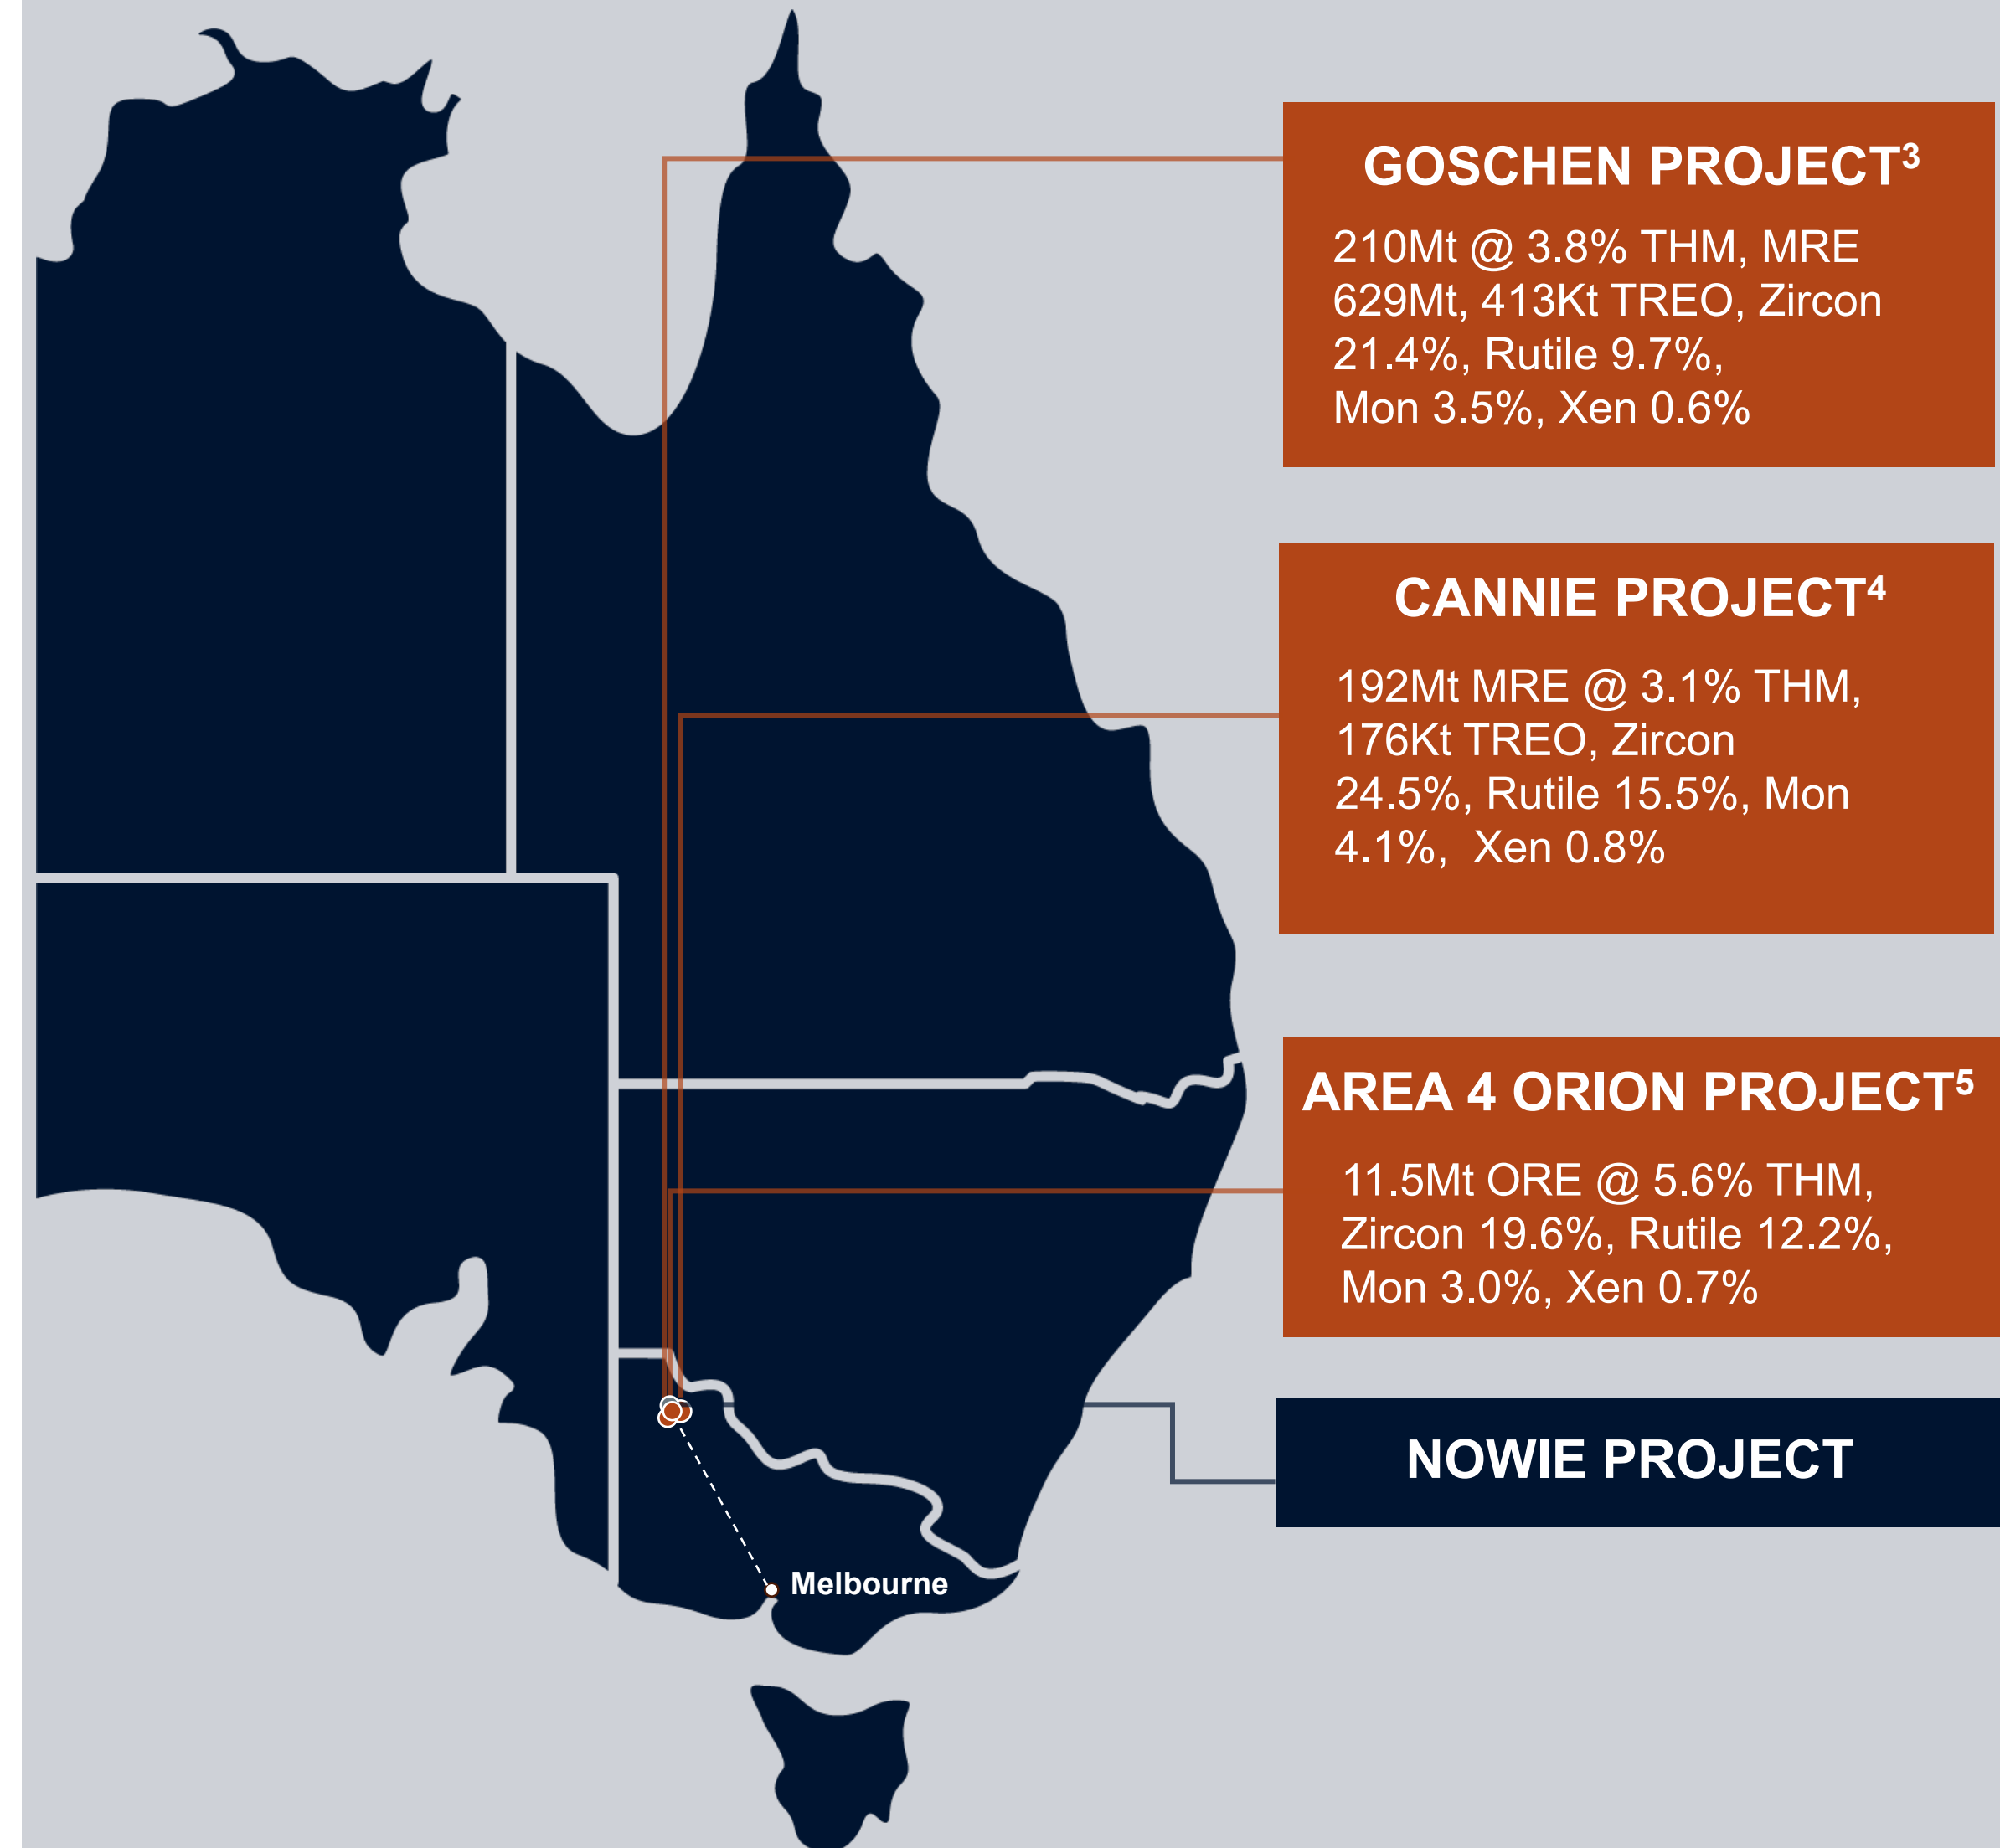 GOSCHEN PROJECT³
210Mt @ 3.8% THM, MRE
629Mt, 413Kt TREO, Zircon
21.4%, Rutile 9.7%,
Mon 3.5%, Xen 0.6%
CANNIE PROJECT⁴
192Mt MRE @ 3.1% THM,
176Kt TREO, Zircon
24.5%, Rutile 15.5%, Mon
4.1%,  Xen 0.8%
AREA 4 ORION PROJECT⁵
11.5Mt ORE @ 5.6% THM,
Zircon 19.6%, Rutile 12.2%,
Mon 3.0%, Xen 0.7%
NOWIE PROJECT
Melbourne